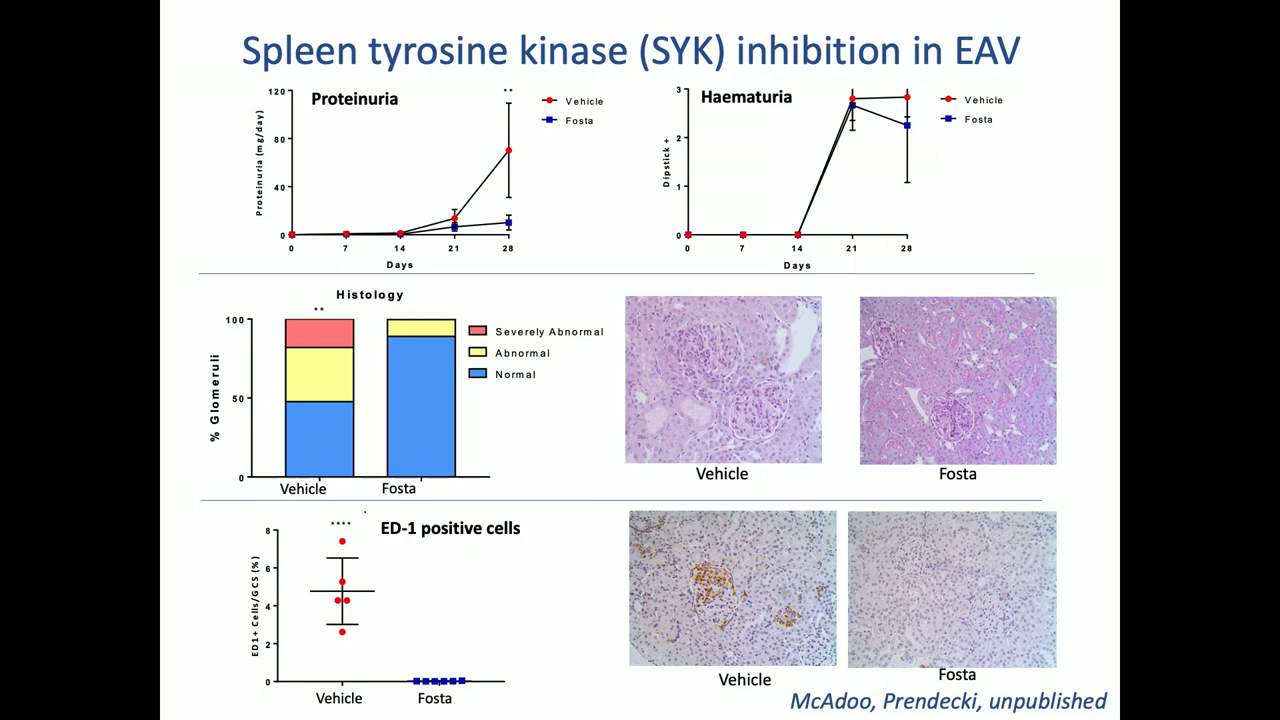 Spleen tyrosine kinase (SYK) inhibition in EAV
Proteinuria
Proteinuria (mg/day)
120
80
40
0
0 7 14 21 28
Days
**
Vehicle
Fosta
Haematuria
Dipstick +
3
2
1
0
0 7 14 21 28
Days
Vehicle
Fosta
Histology
**
% Glomeruli
100
50
0
Vehicle Fosta
Severely Abnormal
Abnormal
Normal
Vehicle
Fosta
ED-1 positive cells
****
ED1+ Cells/GCS (%)
8
6
4
2
0
Vehicle Fosta
Vehicle
Fosta
McAdoo, Prendecki, unpublished